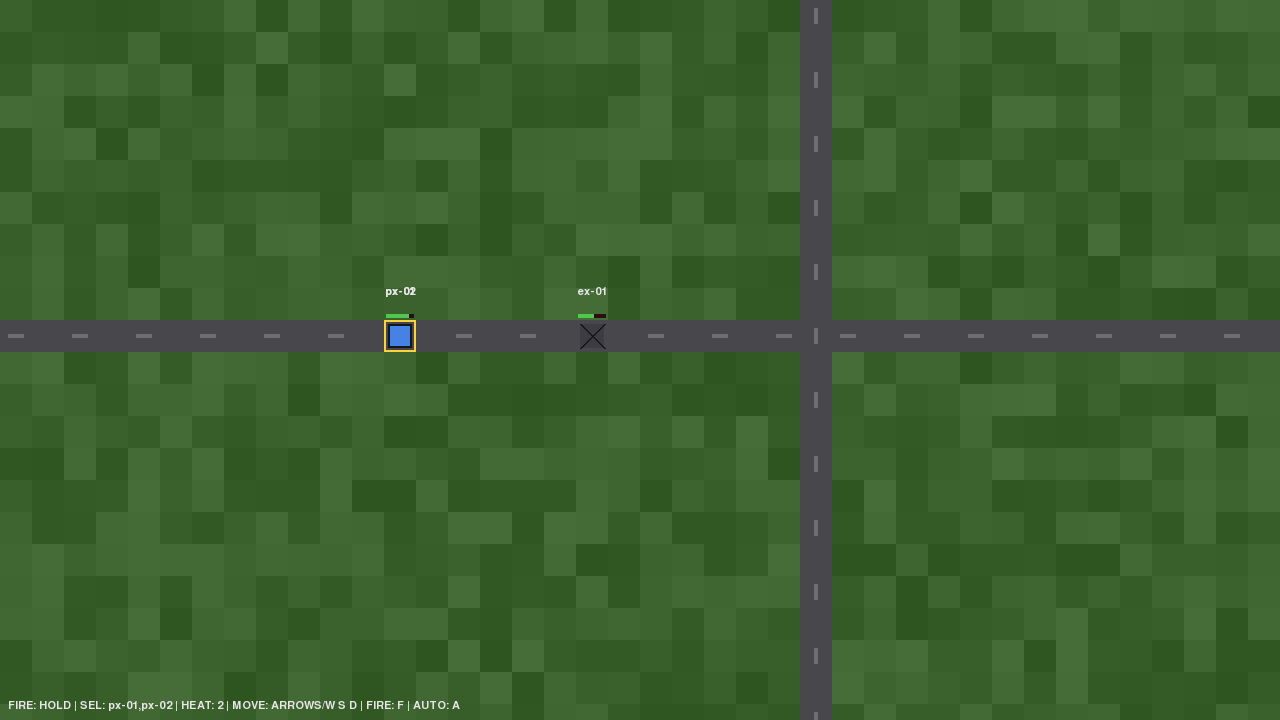 px-02
ex-01
FIRE: HOLD | SEL: px-01,px-02 | HEAT: 2 | MOVE: ARROWS/W S D | FIRE: F | AUTO: A